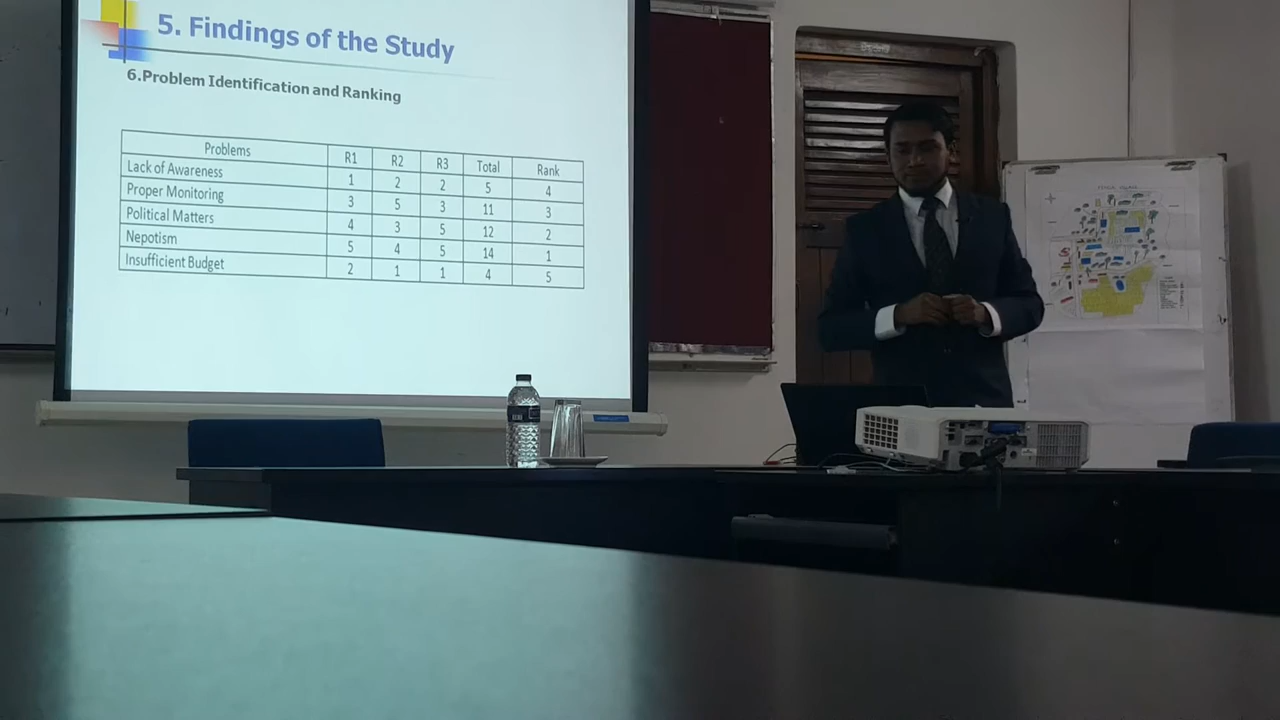 5. Findings of the Study
6.Problem Identification and Ranking
Problems R1 R2 R3 Total Rank
Lack of Awareness 1 2 2 5 4
Proper Monitoring 3 5 3 11 3
Political Matters 4 3 5 12 2
Nepotism 5 4 5 14 1
Insufficient Budget 2 1 1 4 5